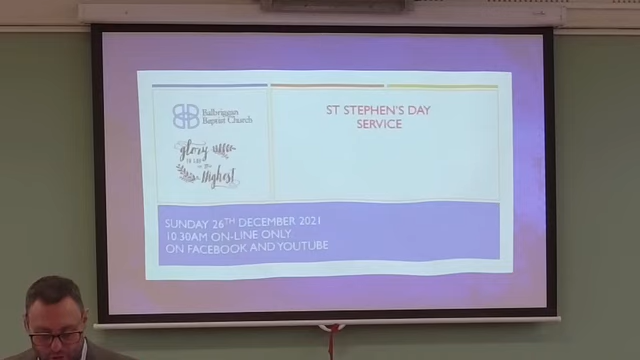 Balbriggan
Baptist Church
glory
TO GOD
in the
Highest
ST STEPHEN'S DAY
SERVICE
SUNDAY 26TH DECEMBER 2021
10.30AM ON-LINE ONLY
ON FACEBOOK AND YOUTUBE